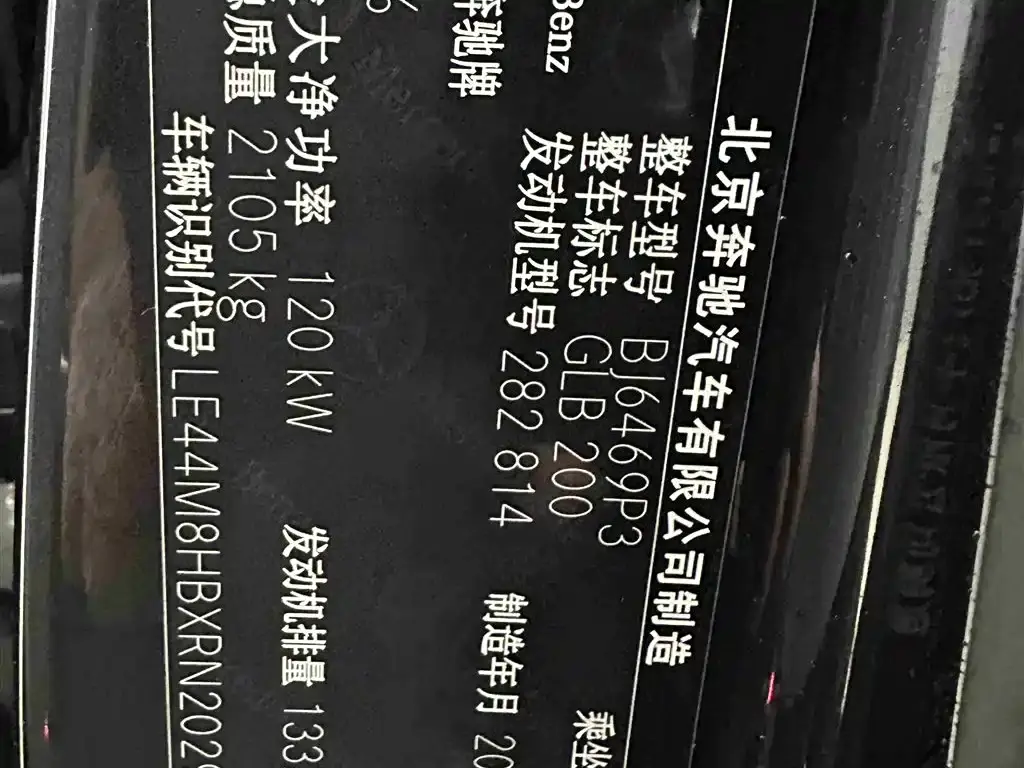 北京奔驰汽车有限公司制造
整车型号 BJ6469P3
整车标志 GLB 200
乘坐
Benz
发动机型号 282 814
制造年月 20
奔驰牌
大净功率 120 kW
发动机排量 133
质量 2105 kg
车辆识别代号 LE44M8HBXRN202